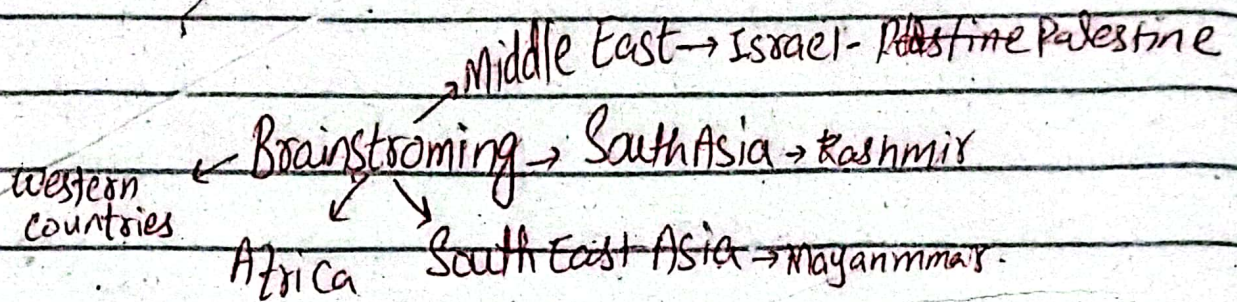 Middle East → Israel - Palestine
Brainstroming → South Asia → Kashmir
Western
countries
Africa South East Asia → Mayanmmar.